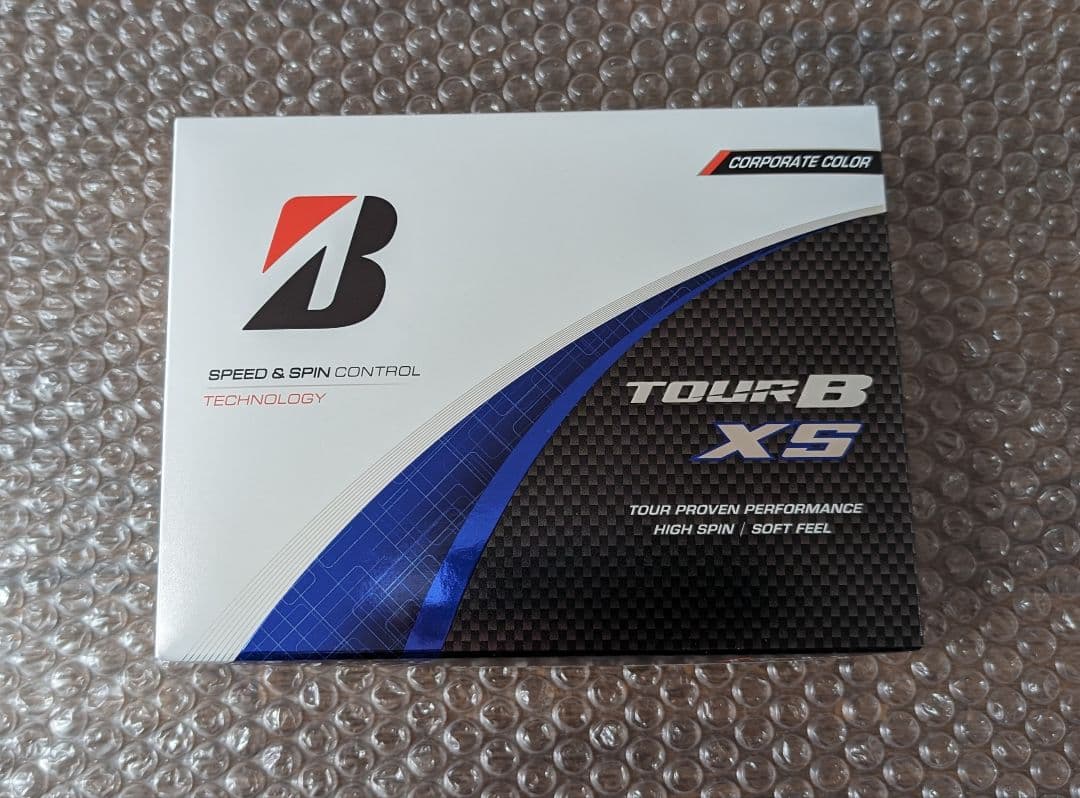 CORPORATE COLOR
B
SPEED & SPIN CONTROL
TECHNOLOGY
TOUR B
XS
TOUR PROVEN PERFORMANCE
HIGH SPIN / SOFT FEEL